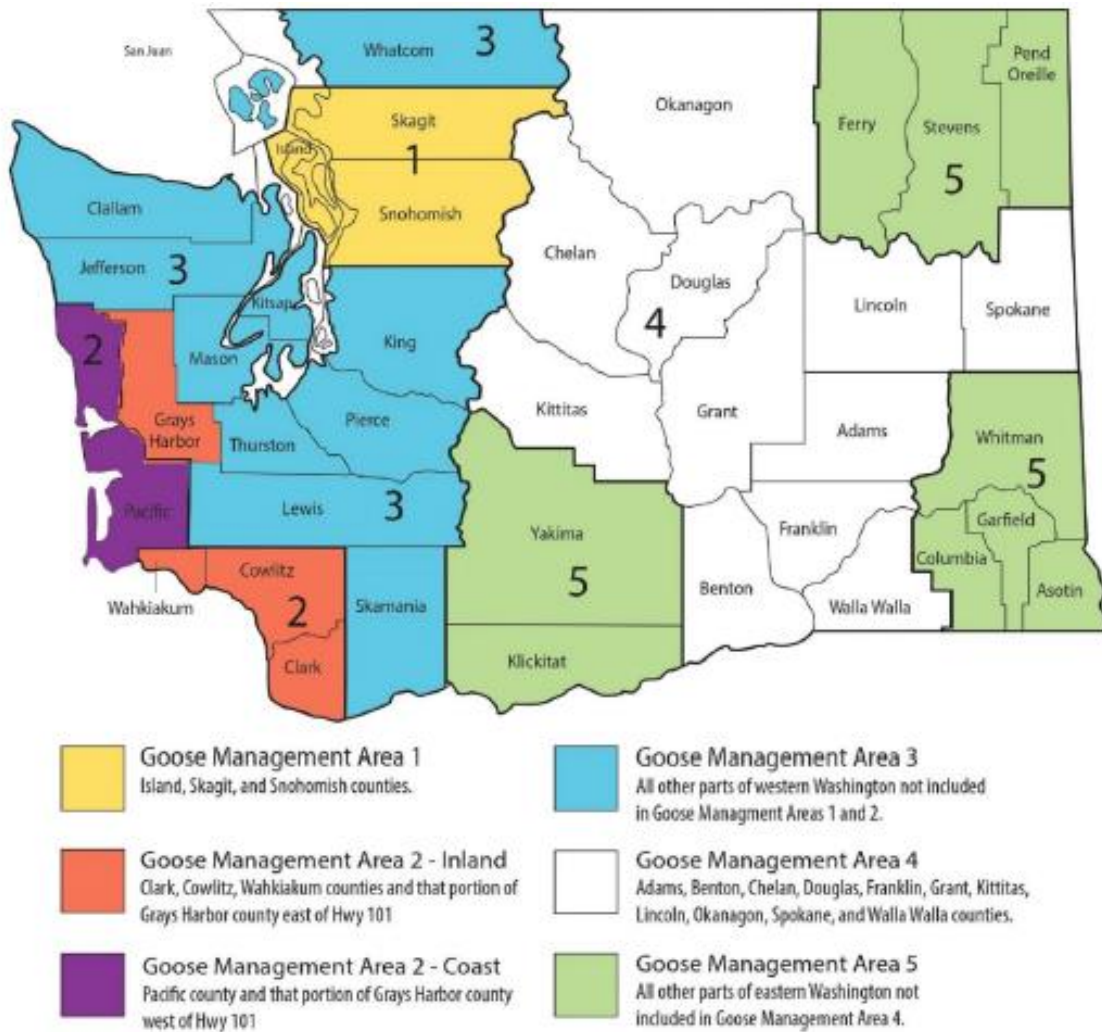 San Juan
Whatcom 3
Pend
Oreille
Okanagon
Skagit
Ferry
Stevens
Island
1
5
Snohomish
Clallam
Chelan
Jefferson
3
Douglas
Kitsap
Lincoln
Spokane
4
2
Mason
King
Kittitas
Grant
Grays
Harbor
Pierce
Adams
Thurston
Whitman
5
Pacific
Lewis
3
Yakima
Franklin
Garfield
Columbia
Cowlitz
5
Benton
Asotin
Wahkiakum
2
Skamania
Walla Walla
Clark
Klickitat
Goose Management Area 1
Island, Skagit, and Snohomish counties.
Goose Management Area 2 - Inland
Clark, Cowlitz, Wahkiakum counties and that portion of
Grays Harbor county east of Hwy 101
Goose Management Area 2 - Coast
Pacific county and that portion of Grays Harbor county
west of Hwy 101
Goose Management Area 3
All other parts of western Washington not included
in Goose Managment Areas 1 and 2.
Goose Management Area 4
Adams, Benton, Chelan, Douglas, Franklin, Grant, Kittitas,
Lincoln, Okanagon, Spokane, and Walla Walla counties.
Goose Management Area 5
All other parts of eastern Washington not
included in Goose Management Area 4.